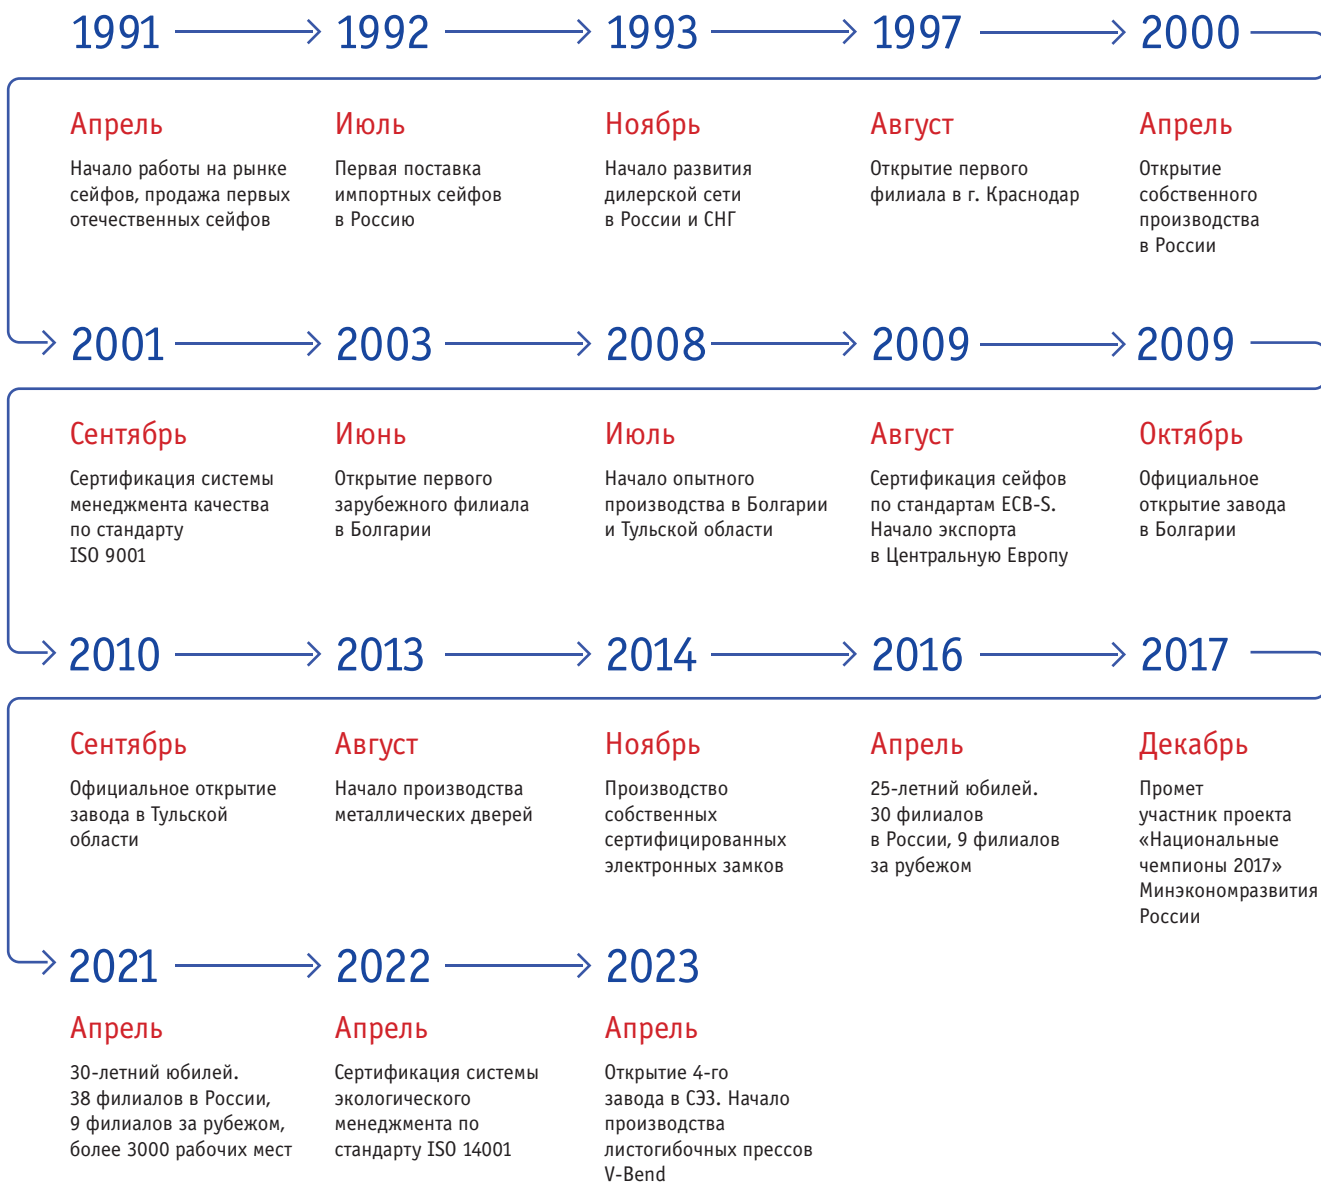 1991
1992
1993
1997
2000
Апрель
Начало работы на рынке
сейфов, продажа первых
отечественных сейфов
Июль
Первая поставка
импортных сейфов
в Россию
Ноябрь
Начало развития
дилерской сети
в России и СНГ
Август
Открытие первого
филиала в г. Краснодар
Апрель
Открытие
собственного
производства
в России
2001
2003
2008
2009
2009
Сентябрь
Сертификация системы
менеджмента качества
по стандарту
ISO 9001
Июнь
Открытие первого
зарубежного филиала
в Болгарии
Июль
Начало опытного
производства в Болгарии
и Тульской области
Август
Сертификация сейфов
по стандартам ECB-S.
Начало экспорта
в Центральную Европу
Октябрь
Официальное
открытие завода
в Болгарии
2010
2013
2014
2016
2017
Сентябрь
Официальное открытие
завода в Тульской
области
Август
Начало производства
металлических дверей
Ноябрь
Производство
собственных
сертифицированных
электронных замков
Апрель
25-летний юбилей.
30 филиалов
в России, 9 филиалов
за рубежом
Декабрь
Промет
участник проекта
«Национальные
чемпионы 2017»
Минэкономразвития
России
2021
2022
2023
Апрель
30-летний юбилей.
38 филиалов в России,
9 филиалов за рубежом,
более 3000 рабочих мест
Апрель
Сертификация системы
экологического
менеджмента по
стандарту ISO 14001
Апрель
Открытие 4-го
завода в СЭЗ. Начало
производства
листогибочных прессов
V-Bend